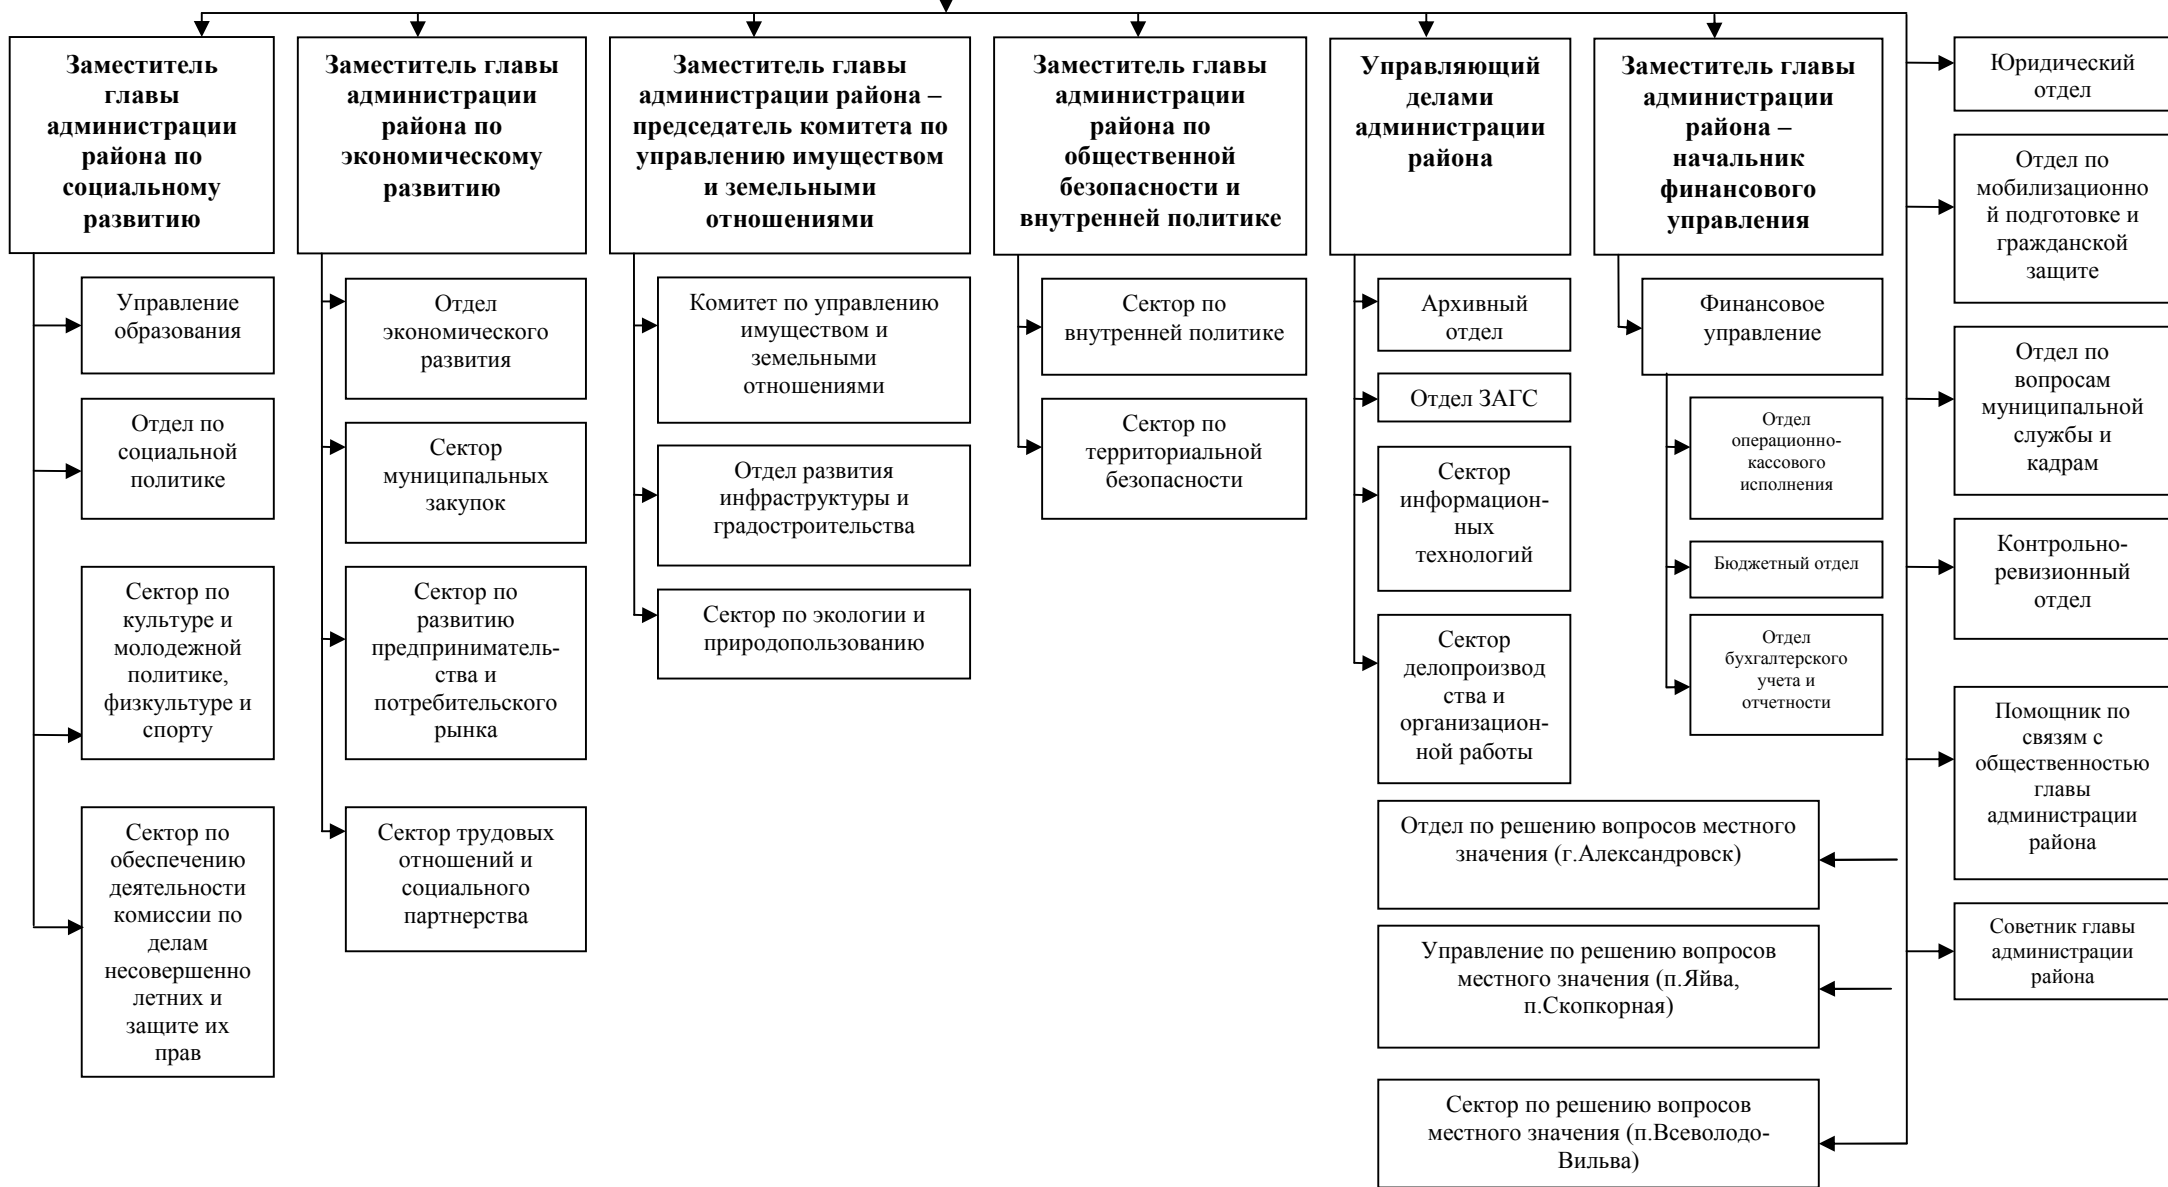 Заместитель
главы
администрации
района по
социальному
развитию
Управление
образования
Отдел по
социальной
политике
Сектор по
культуре и
молодежной
политике,
физкультуре и
спорту
Сектор по
обеспечению
деятельности
комиссии по
делам
несовершенно
летних и
защите их
прав
Заместитель главы
администрации
района по
экономическому
развитию
Отдел
экономического
развития
Сектор
муниципальных
закупок
Сектор по
развитию
предприниматель-
ства и
потребительского
рынка
Сектор трудовых
отношений и
социального
партнерства
Заместитель главы
администрации района –
председатель комитета по
управлению имуществом
и земельными
отношениями
Комитет по управлению
имуществом и
земельными
отношениями
Отдел развития
инфраструктуры и
градостроительства
Сектор по экологии и
природопользованию
Заместитель главы
администрации
района по
общественной
безопасности и
внутренней политике
Сектор по
внутренней политике
Сектор по
территориальной
безопасности
Управляющий
делами
администрации
района
Архивный
отдел
Отдел ЗАГС
Сектор
информацион-
ных
технологий
Сектор
делопроизвод
ства и
организацион-
ной работы
Заместитель главы
администрации
района –
начальник
финансового
управления
Финансовое
управление
Отдел
операционно-
кассового
исполнения
Бюджетный отдел
Отдел
бухгалтерского
учета и
отчетности
Отдел по решению вопросов местного
значения (г.Александровск)
Управление по решению вопросов
местного значения (п.Яйва,
п.Скопкорная)
Сектор по решению вопросов
местного значения (п.Всеволодо-
Вильва)
Юридический
отдел
Отдел по
мобилизационно
й подготовке и
гражданской
защите
Отдел по
вопросам
муниципальной
службы и
кадрам
Контрольно-
ревизионный
отдел
Помощник по
связям с
общественностью
главы
администрации
района
Советник главы
администрации
района